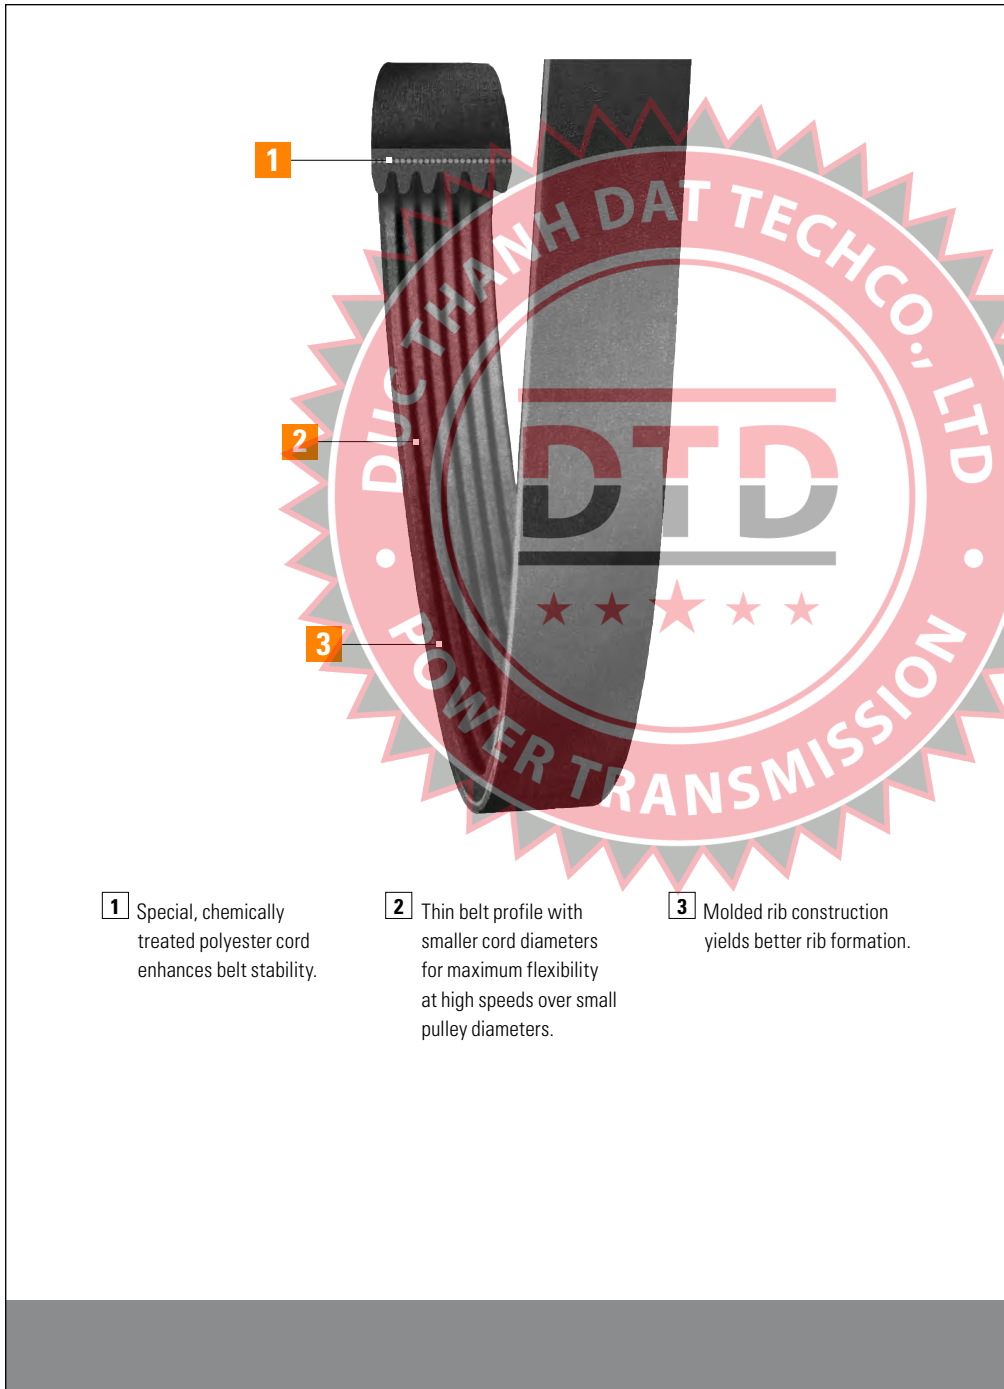 1
DUC THANH DAT TECHCO., LTD
2
DTD
3
POWER TRANSMISSION
1 Special, chemically
treated polyester cord
enhances belt stability.
2 Thin belt profile with
smaller cord diameters
for maximum flexibility
at high speeds over small
pulley diameters.
3 Molded rib construction
yields better rib formation.